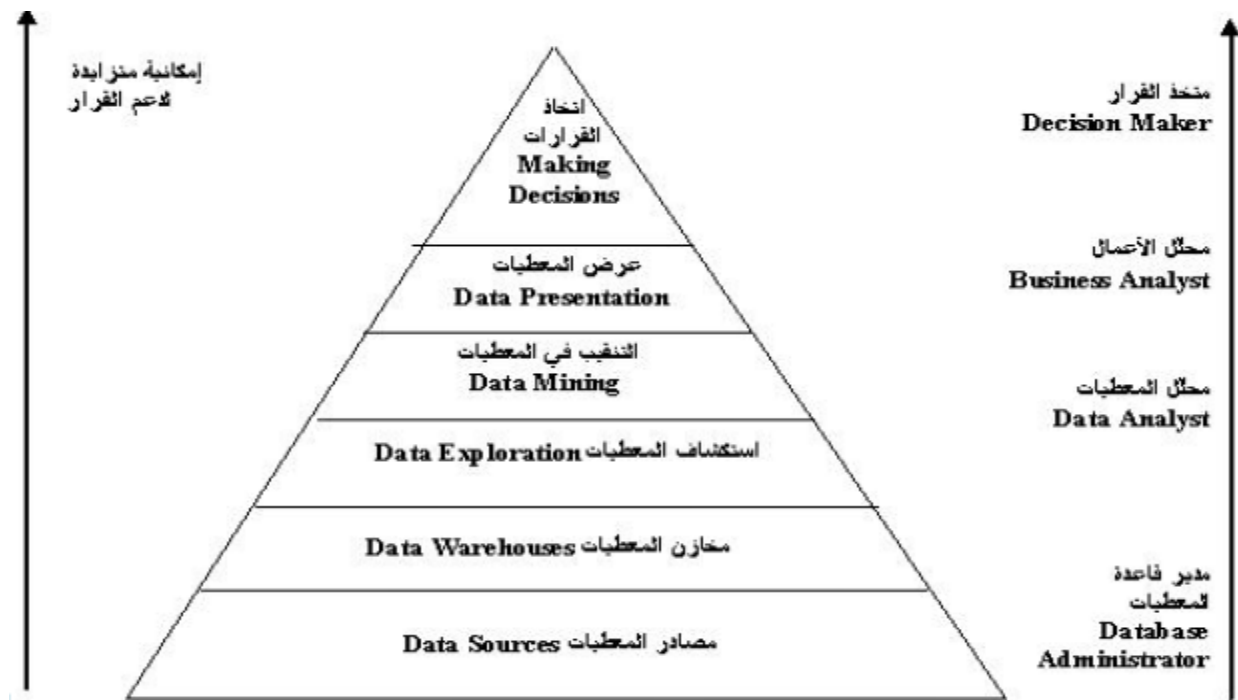 إمكانية متزايدة
لدعم القرار
اتخاذ
القرارات
Making
Decisions
متخذ القرار
Decision Maker
عرض المعطيات
Data Presentation
محلّل الأعمال
Business Analyst
التنقيب في المعطيات
Data Mining
محلّل المعطيات
Data Analyst
استكشاف المعطيات Data Exploration
مخازن المعطيات Data Warehouses
مصادر المعطيات Data Sources
مدير قاعدة
المعطيات
Database
Administrator